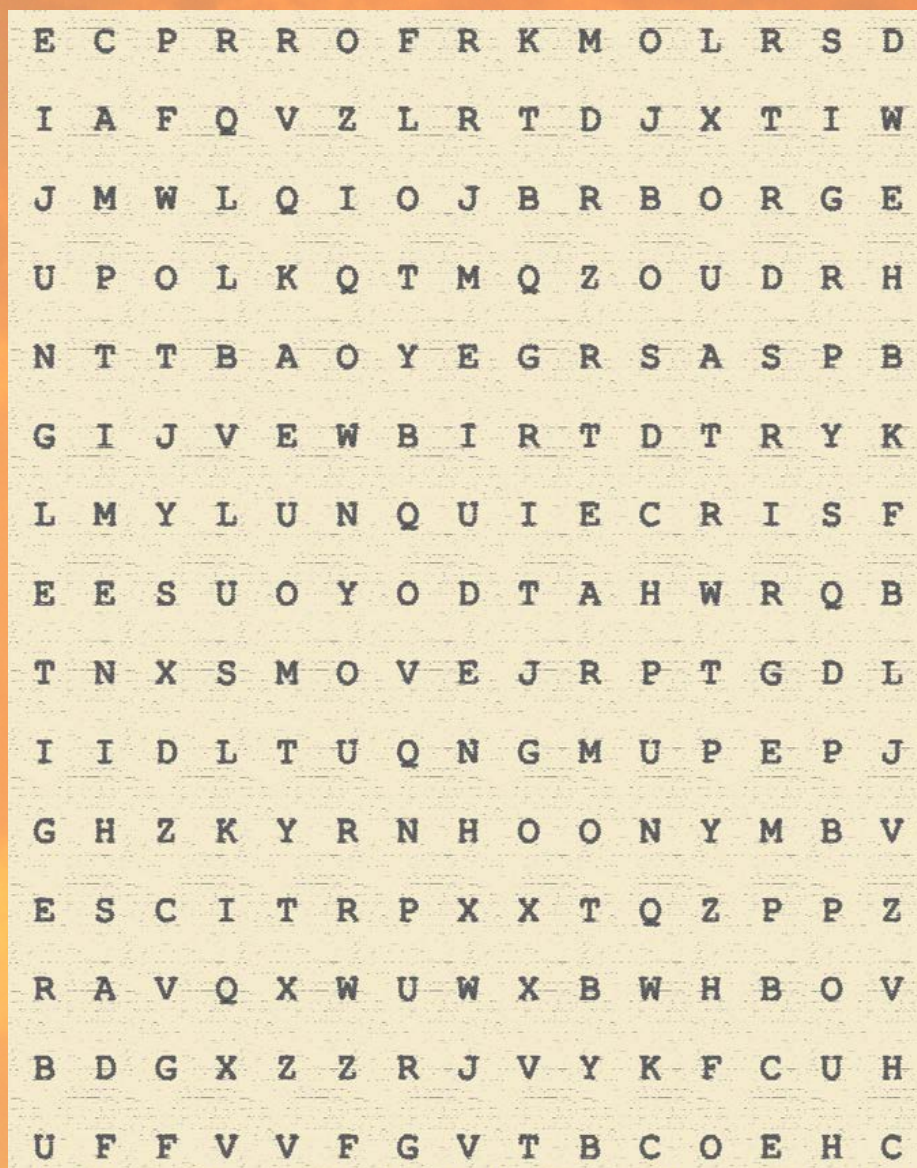 E C P R R O F R K M O L R S D
I A F Q V Z L R T D J X T I W
J M W L Q I O J B R B O R G E
U P O L K Q T M Q Z O U D R H
N T T B A O Y E G R S A S P B
G I J V E W B I R T D T R Y K
L M Y L U N Q U I E C R I S F
E E S U O Y O D T A H W R Q B
T N X S M O V E J R P T G D L
I I D L T U Q N G M U P E P J
G H Z K Y R N H O O N Y M B V
E S C I T R P X X T Q Z P P Z
R A V Q X W U W X B W H B O V
B D G X Z Z R J V Y K F C U H
U F F V V F G V T B C O E H C